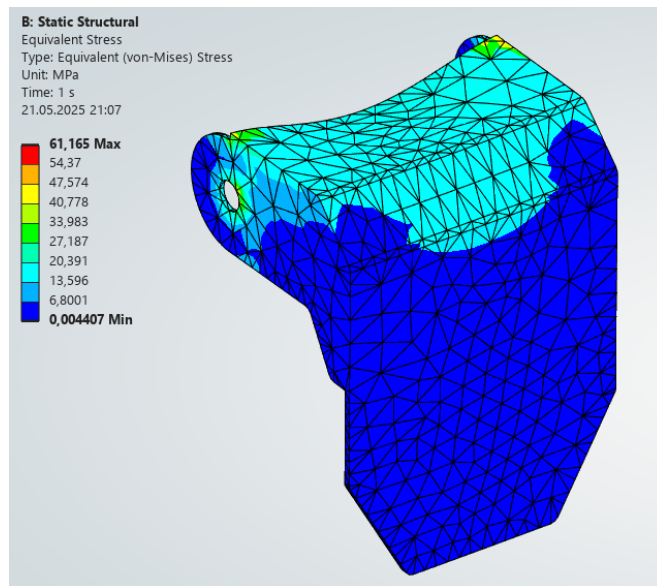 B: Static Structural
Equivalent Stress
Type: Equivalent (von-Mises) Stress
Unit: MPa
Time: 1 s
21.05.2025 21:07
61,165 Max
54,37
47,574
40,778
33,983
27,187
20,391
13,596
6,8001
0,004407 Min